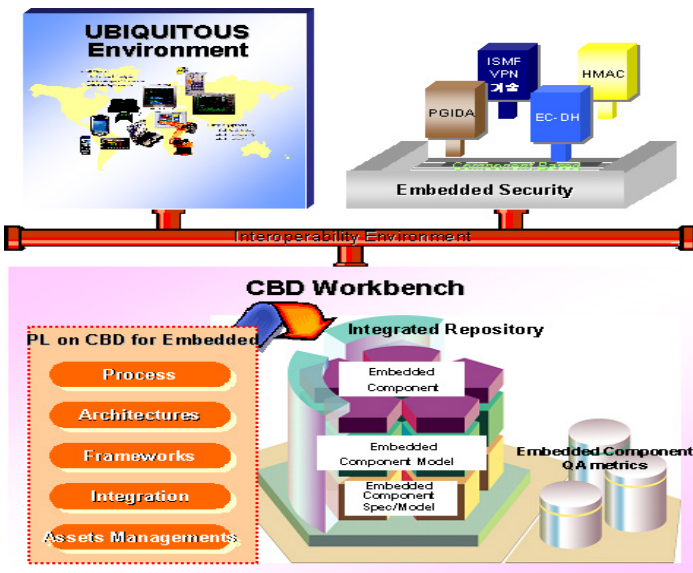 UBIQUITOUS
Environment
ISMF
VPN
기술
HMAC
PGIDA
EC-DH
Component Based
Embedded Security
Interoperability Environment
CBD Workbench
Integrated Repository
PL on CBD for Embedded
Process
Architectures
Frameworks
Integration
Assets Managements
Embedded
Component
Embedded
Component Model
Embedded
Component
Spec/Model
Embedded Component
QA metrics